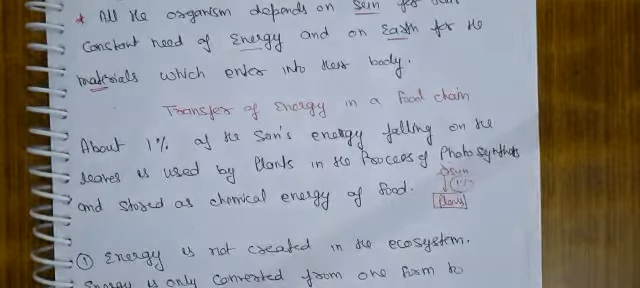 * All the organism depends on Sun for their
Constant need of Energy and on Earth for the
materials which enter into their body.
Transfer of Energy in a food chain
About 1% of the Son's energy falling on the
leaves is used by Plants in the Process of Photosynthesis
and stored as chemical energy of food.
Sun
(1%)
Plants
① Energy is not created in the ecosystem.
Energy is only Converted from one form to